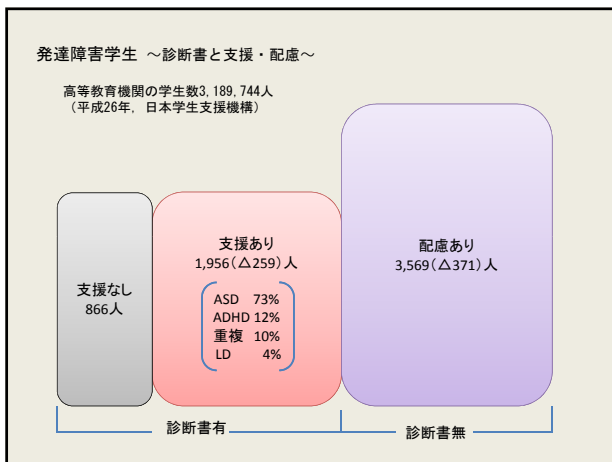 発達障害学生 ～診断書と支援・配慮～
高等教育機関の学生数3,189,744人
（平成26年，日本学生支援機構）
支援なし
866人
支援あり
1,956(△259)人
ASD 73%
ADHD 12%
重複 10%
LD 4%
配慮あり
3,569(△371)人
診断書有
診断書無